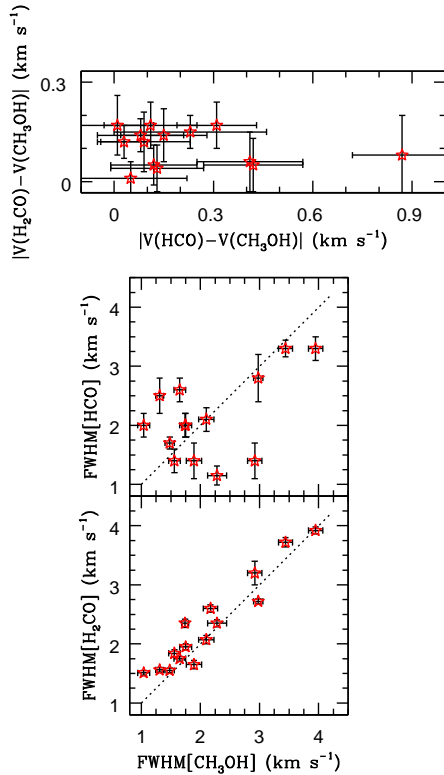 |V(H₂CO)−V(CH₃OH)| (km s⁻¹)
0.3
0
0 0.3 0.6 0.9
|V(HCO)−V(CH₃OH)| (km s⁻¹)
FWHM[HCO] (km s⁻¹)
4
3
2
1
FWHM[H₂CO] (km s⁻¹)
4
3
2
1
1 2 3 4
FWHM[CH₃OH] (km s⁻¹)